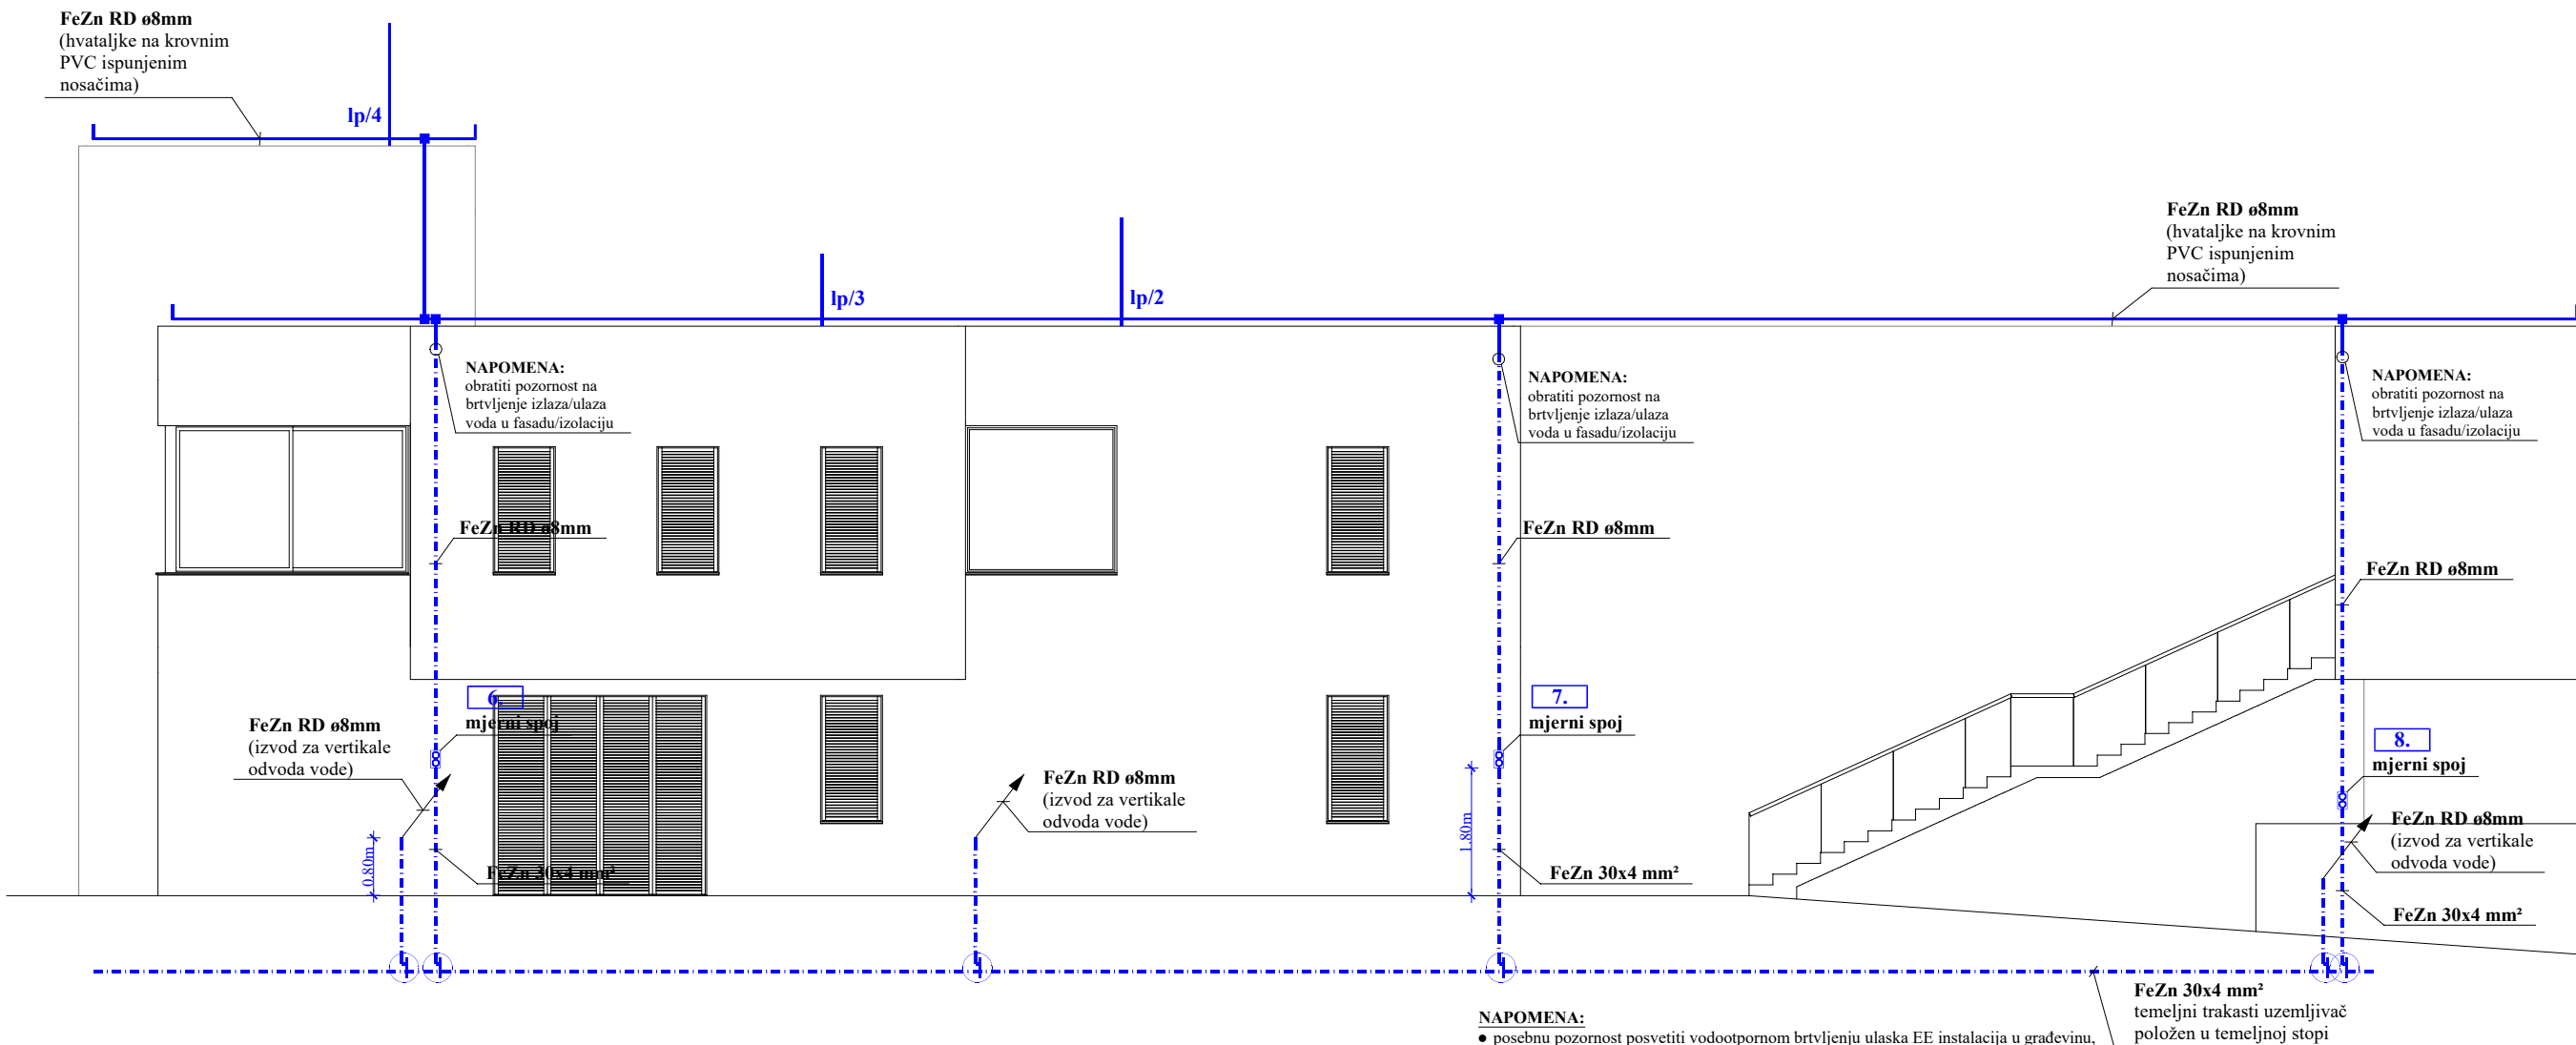 FeZn RD ø8mm
(hvataljke na krovnim
PVC ispunjenim
nosačima)
lp/4
lp/3
lp/2
FeZn RD ø8mm
(hvataljke na krovnim
PVC ispunjenim
nosačima)
NAPOMENA:
obratiti pozornost na
brtvljenje izlaza/ulaza
voda u fasadu/izolaciju
NAPOMENA:
obratiti pozornost na
brtvljenje izlaza/ulaza
voda u fasadu/izolaciju
NAPOMENA:
obratiti pozornost na
brtvljenje izlaza/ulaza
voda u fasadu/izolaciju
FeZn RD ø8mm
FeZn RD ø8mm
FeZn RD ø8mm
6.
mjerni spoj
7.
mjerni spoj
8.
mjerni spoj
FeZn RD ø8mm
(izvod za vertikale
odvoda vode)
FeZn RD ø8mm
(izvod za vertikale
odvoda vode)
FeZn RD ø8mm
(izvod za vertikale
odvoda vode)
0.80m
1.80m
FeZn 30x4 mm²
FeZn 30x4 mm²
FeZn 30x4 mm²
FeZn 30x4 mm²
temeljni trakasti uzemljivač
položen u temeljnoj stopi
NAPOMENA:
● posebnu pozornost posvetiti vodootpornom brtvljenju ulaska EE instalacija u građevinu,